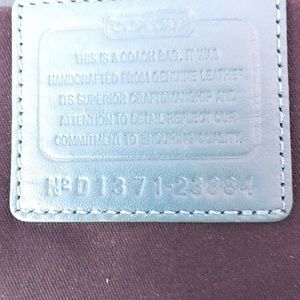 COACH
THIS IS A COACH BAG. IT WAS
HANDCRAFTED FROM GENUINE LEATHER.
ITS SUPERIOR CRAFTSMANSHIP AND
ATTENTION TO DETAIL REFLECT OUR
COMMITMENT TO ENDURING QUALITY.
Nº D1371-23384